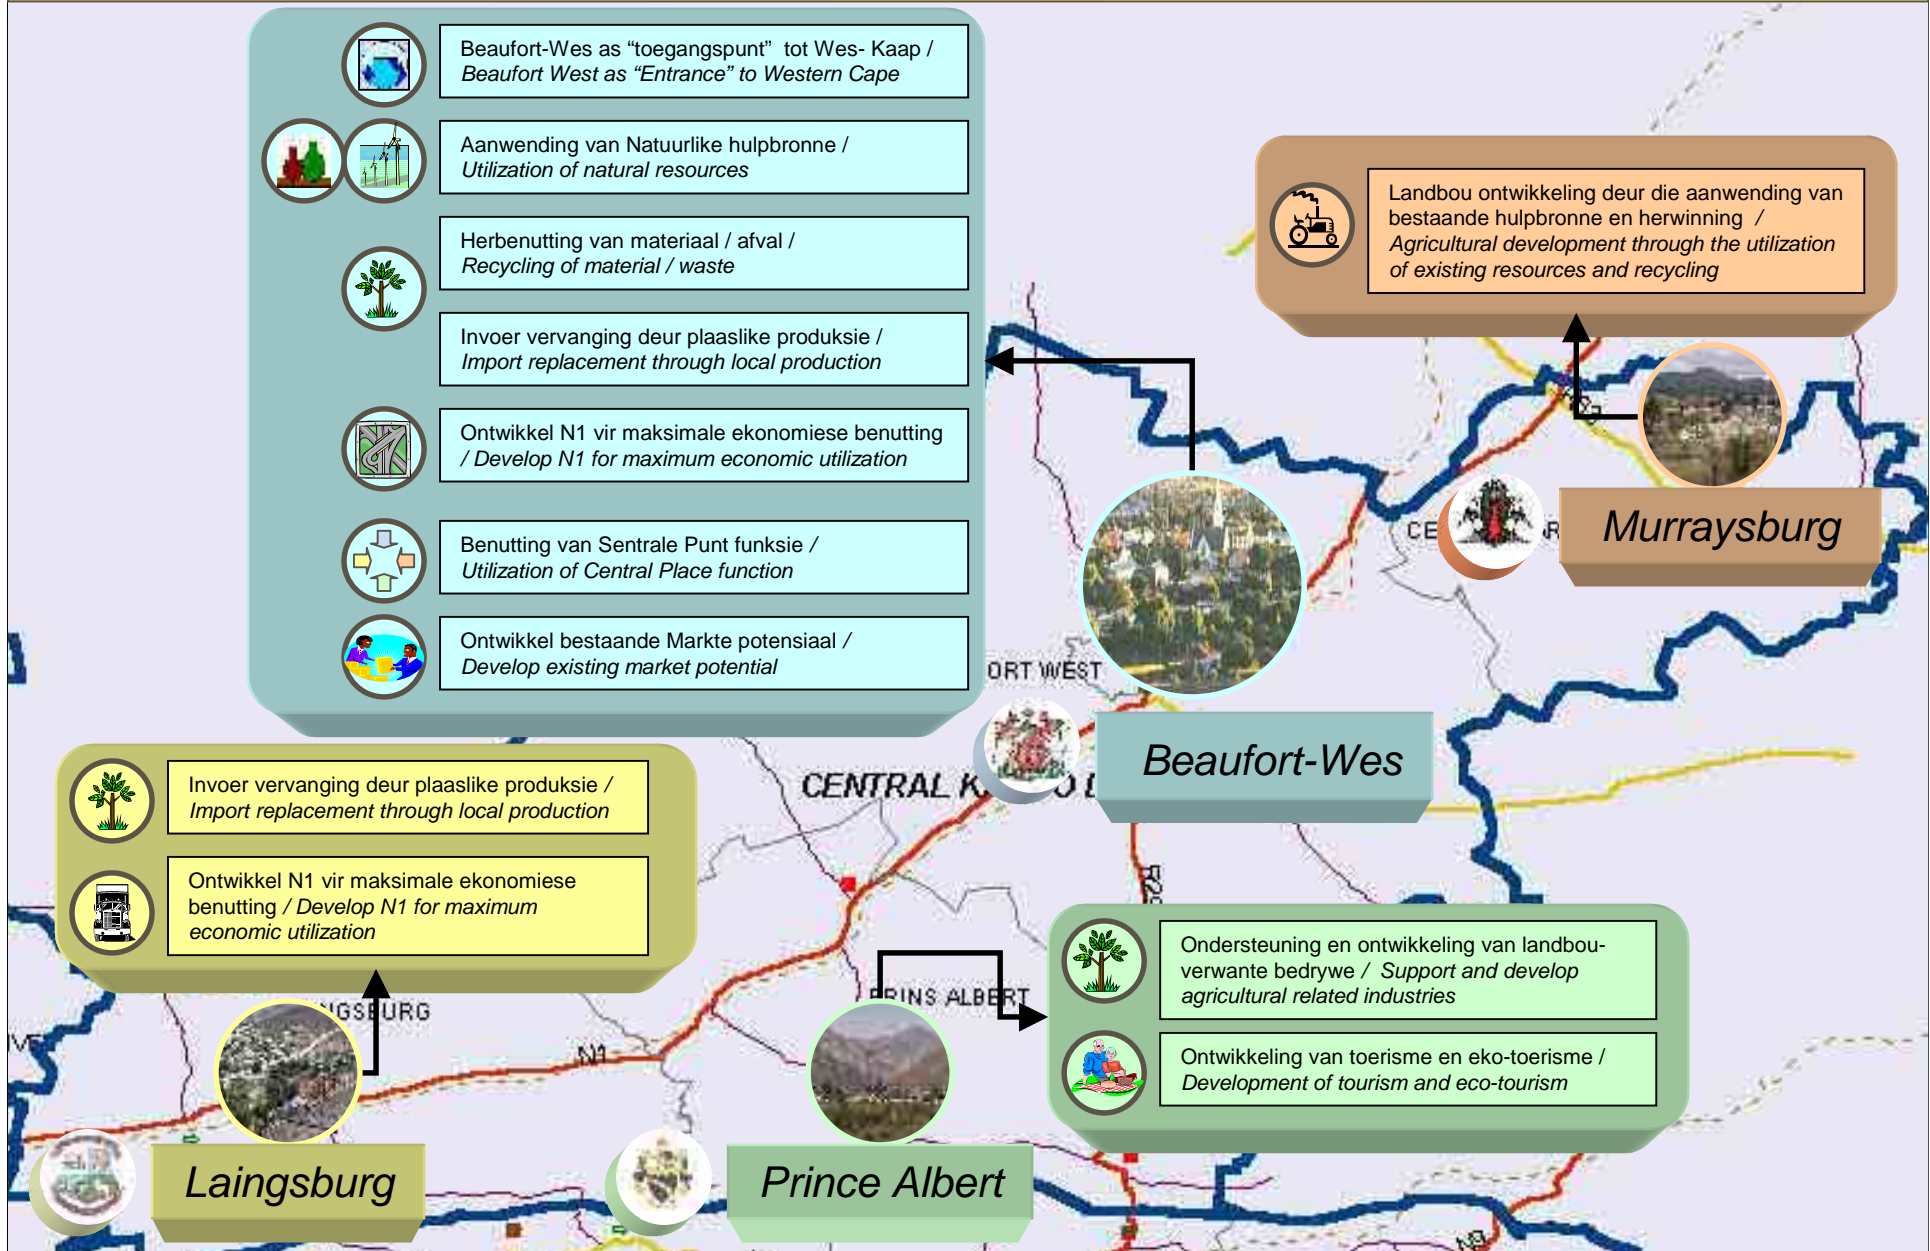 Beaufort-Wes as “toegangspunt” tot Wes- Kaap /
Beaufort West as “Entrance” to Western Cape
Aanwending van Natuurlike hulpbronne /
Utilization of natural resources
Herbenutting van materiaal / afval /
Recycling of material / waste
Invoer vervanging deur plaaslike produksie /
Import replacement through local production
Ontwikkel N1 vir maksimale ekonomiese benutting
/ Develop N1 for maximum economic utilization
Benutting van Sentrale Punt funksie /
Utilization of Central Place function
Ontwikkel bestaande Markte potensiaal /
Develop existing market potential
Landbou ontwikkeling deur die aanwending van
bestaande hulpbronne en herwinning /
Agricultural development through the utilization
of existing resources and recycling
Murraysburg
ORT WEST
Beaufort-Wes
CENTRAL
Invoer vervanging deur plaaslike produksie /
Import replacement through local production
Ontwikkel N1 vir maksimale ekonomiese
benutting / Develop N1 for maximum
economic utilization
Ondersteuning en ontwikkeling van landbou-
verwante bedrywe / Support and develop
agricultural related industries
Ontwikkeling van toerisme en eko-toerisme /
Development of tourism and eco-tourism
NGSBURG
PRINS ALBERT
N1
Laingsburg
Prince Albert
N9